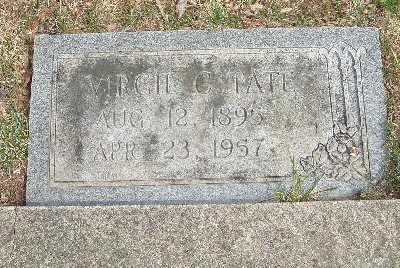 VIRGIE C. TATE
AUG. 12, 1895
APR. 23, 1957